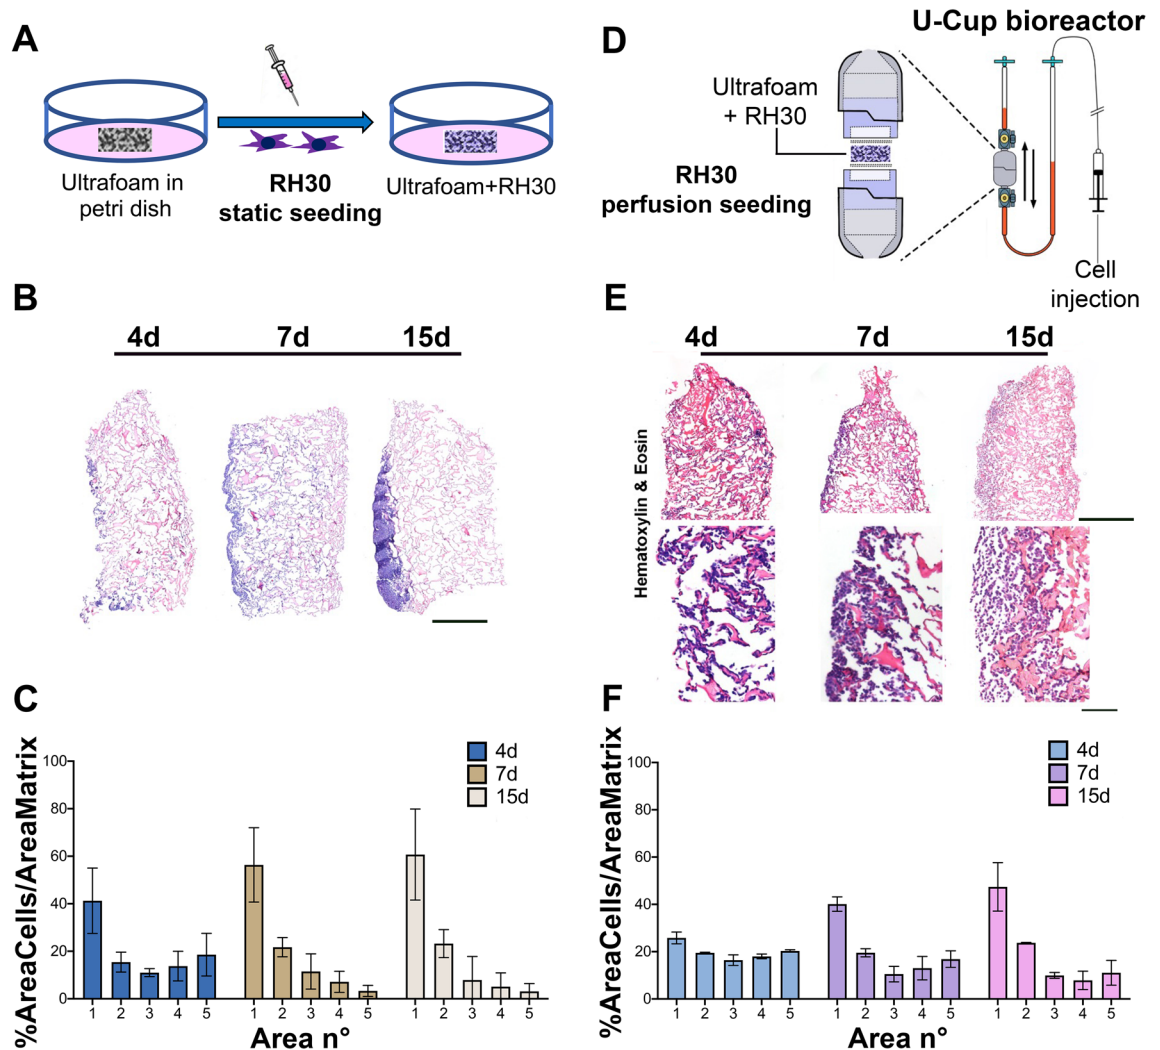 A
Ultrafoam in
petri dish
RH30
static seeding
Ultrafoam+RH30
D
U-Cup bioreactor
Ultrafoam
+ RH30
RH30
perfusion seeding
Cell
injection
B
4d 7d 15d
E
4d 7d 15d
Hematoxylin & Eosin
C
%AreaCells/AreaMatrix
100
80
60
40
20
0
4d
7d
15d
1 2 3 4 5 1 2 3 4 5 1 2 3 4 5
Area n°
F
%AreaCells/AreaMatrix
100
80
60
40
20
0
4d
7d
15d
1 2 3 4 5 1 2 3 4 5 1 2 3 4 5
Area n°